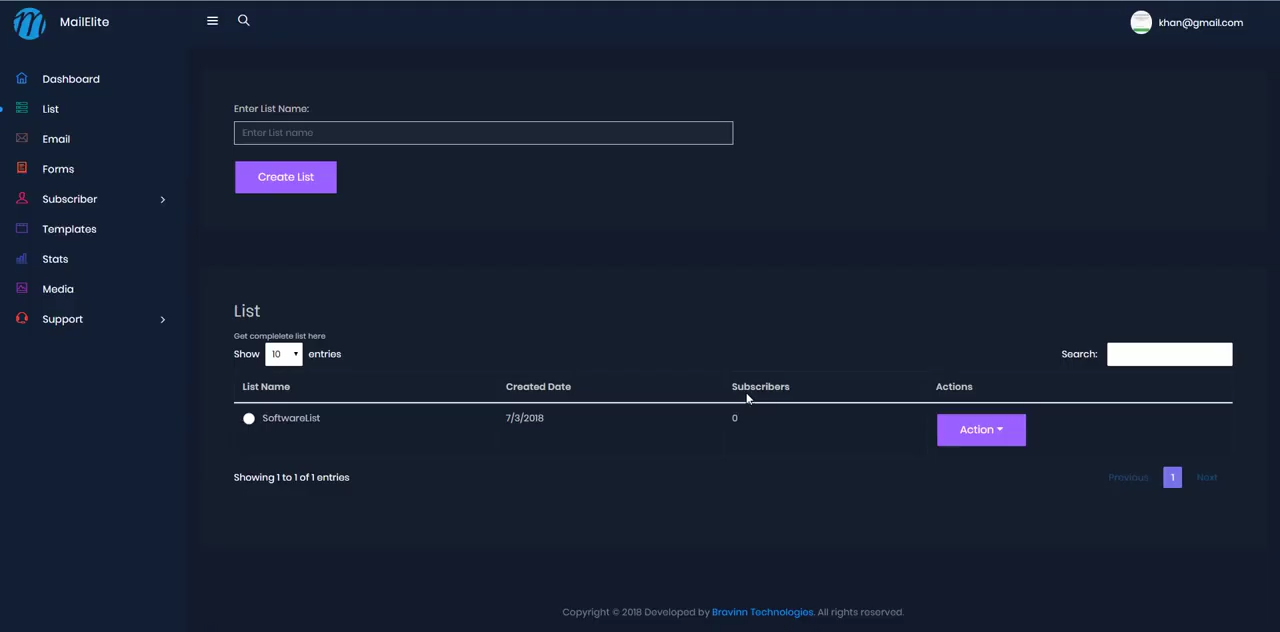 MailElite
khan@gmail.com
Dashboard
List
Email
Forms
Subscriber
Templates
Stats
Media
Support
Enter List Name:
Enter List name
Create List
List
Get complelete list here
Show 10 entries
Search:
List Name Created Date Subscribers Actions
SoftwareList 7/3/2018 0 Action
Showing 1 to 1 of 1 entries
Previous 1 Next
Copyright © 2018 Developed by Bravinn Technologies. All rights reserved.